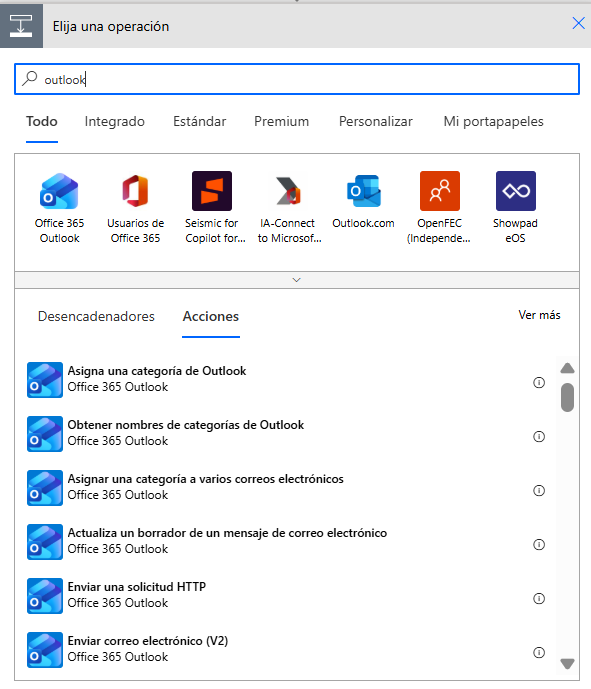 Elija una operación
outlook
Todo Integrado Estándar Premium Personalizar Mi portapapeles
Office 365 Outlook
Usuarios de Office 365
Seismic for Copilot for...
IA-Connect to Microsof...
Outlook.com
OpenFEC (Independe...
Showpad eOS
Desencadenadores Acciones Ver más
Asigna una categoría de Outlook
Office 365 Outlook
Obtener nombres de categorías de Outlook
Office 365 Outlook
Asignar una categoría a varios correos electrónicos
Office 365 Outlook
Actualiza un borrador de un mensaje de correo electrónico
Office 365 Outlook
Enviar una solicitud HTTP
Office 365 Outlook
Enviar correo electrónico (V2)
Office 365 Outlook